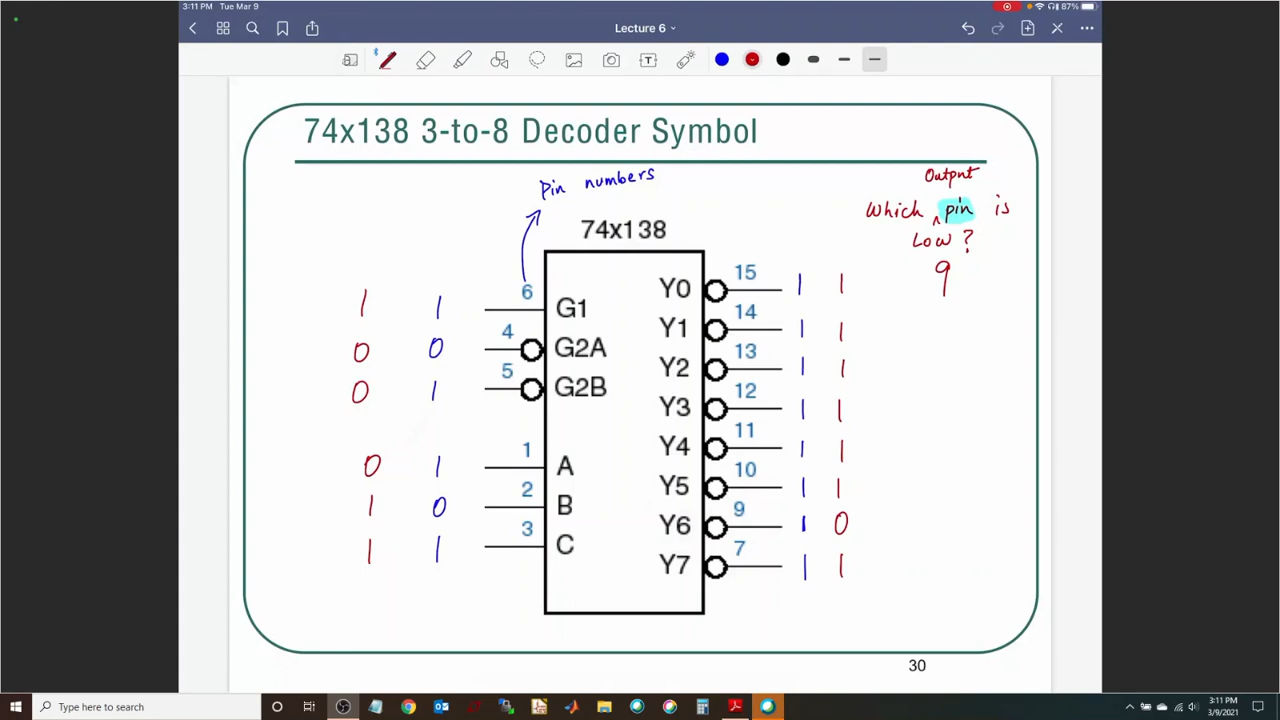 3:11 PM Tue Mar 9
87%
Lecture 6
T
74x138 3-to-8 Decoder Symbol
Pin numbers
Output
Which ^ pin is
Low?
9
74x138
1 1 6 G1 Y0 15 1 1
0 0 4 G2A Y1 14 1 1
0 1 5 G2B Y2 13 1 1
Y3 12 1 1
0 1 1 A Y4 11 1 1
1 0 2 B Y5 10 1 1
1 1 3 C Y6 9 1 0
Y7 7 1 1
30
Type here to search
3:11 PM
3/9/2021